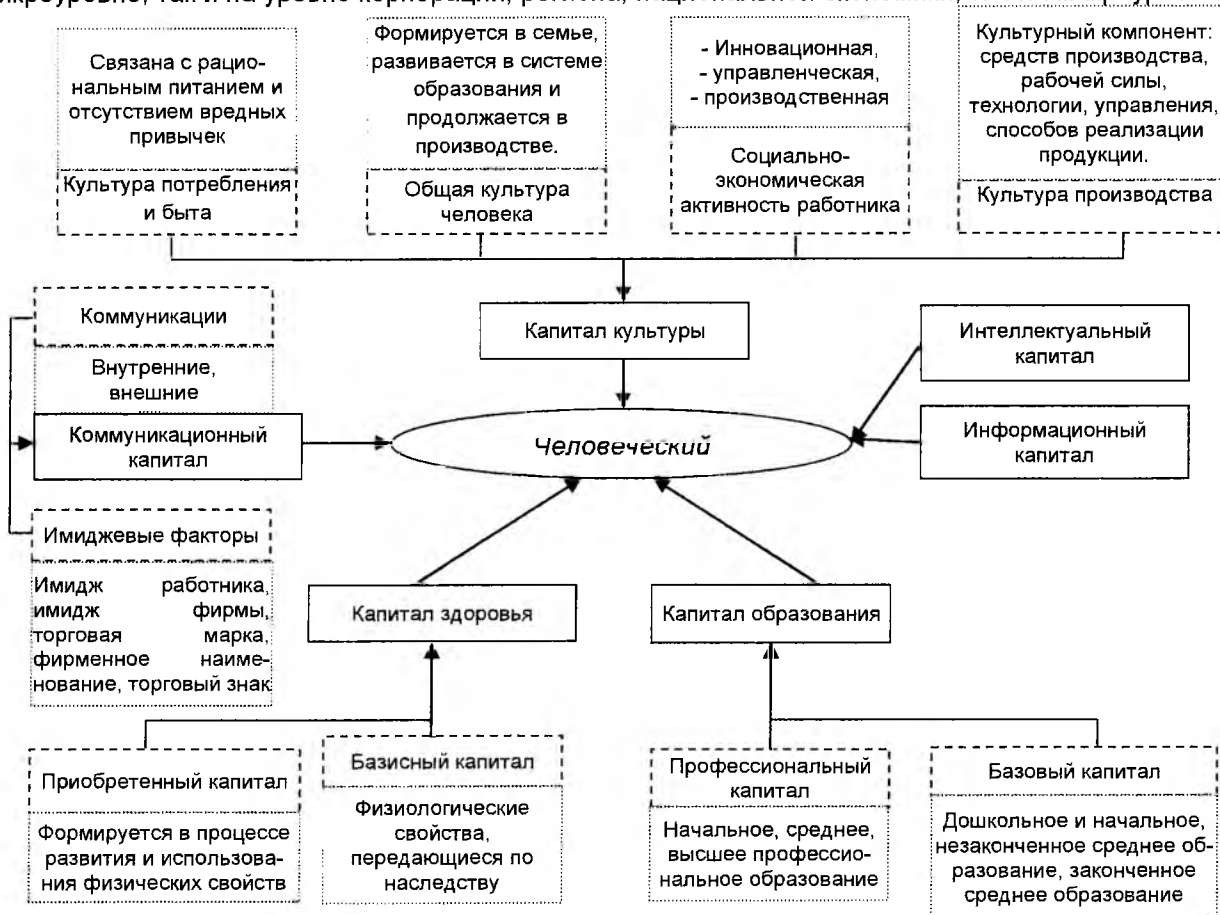 Связана с рацио-
нальным питанием и
отсутствием вредных
привычек
Культура потребления
и быта
Формируется в семье,
развивается в системе
образования и
продолжается в
производстве.
Общая культура
человека
- Инновационная,
- управленческая,
- производственная
Социально-
экономическая
активность работника
Культурный компонент:
средств производства,
рабочей силы,
технологии, управления,
способов реализации
продукции.
Культура производства
Коммуникации
Внутренние,
внешние
Коммуникационный
капитал
Имиджевые факторы
Имидж работника,
имидж фирмы,
торговая марка,
фирменное наиме-
нование, торговый знак
Капитал культуры
Человеческий
Интеллектуальный
капитал
Информационный
капитал
Капитал здоровья
Капитал образования
Приобретенный капитал
Формируется в процессе
развития и использова-
ния физических свойств
Базисный капитал
Физиологические
свойства,
передающиеся по
наследству
Профессиональный
капитал
Начальное, среднее,
высшее профессио-
нальное образование
Базовый капитал
Дошкольное и начальное,
незаконченное среднее об-
разование, законченное
среднее образование